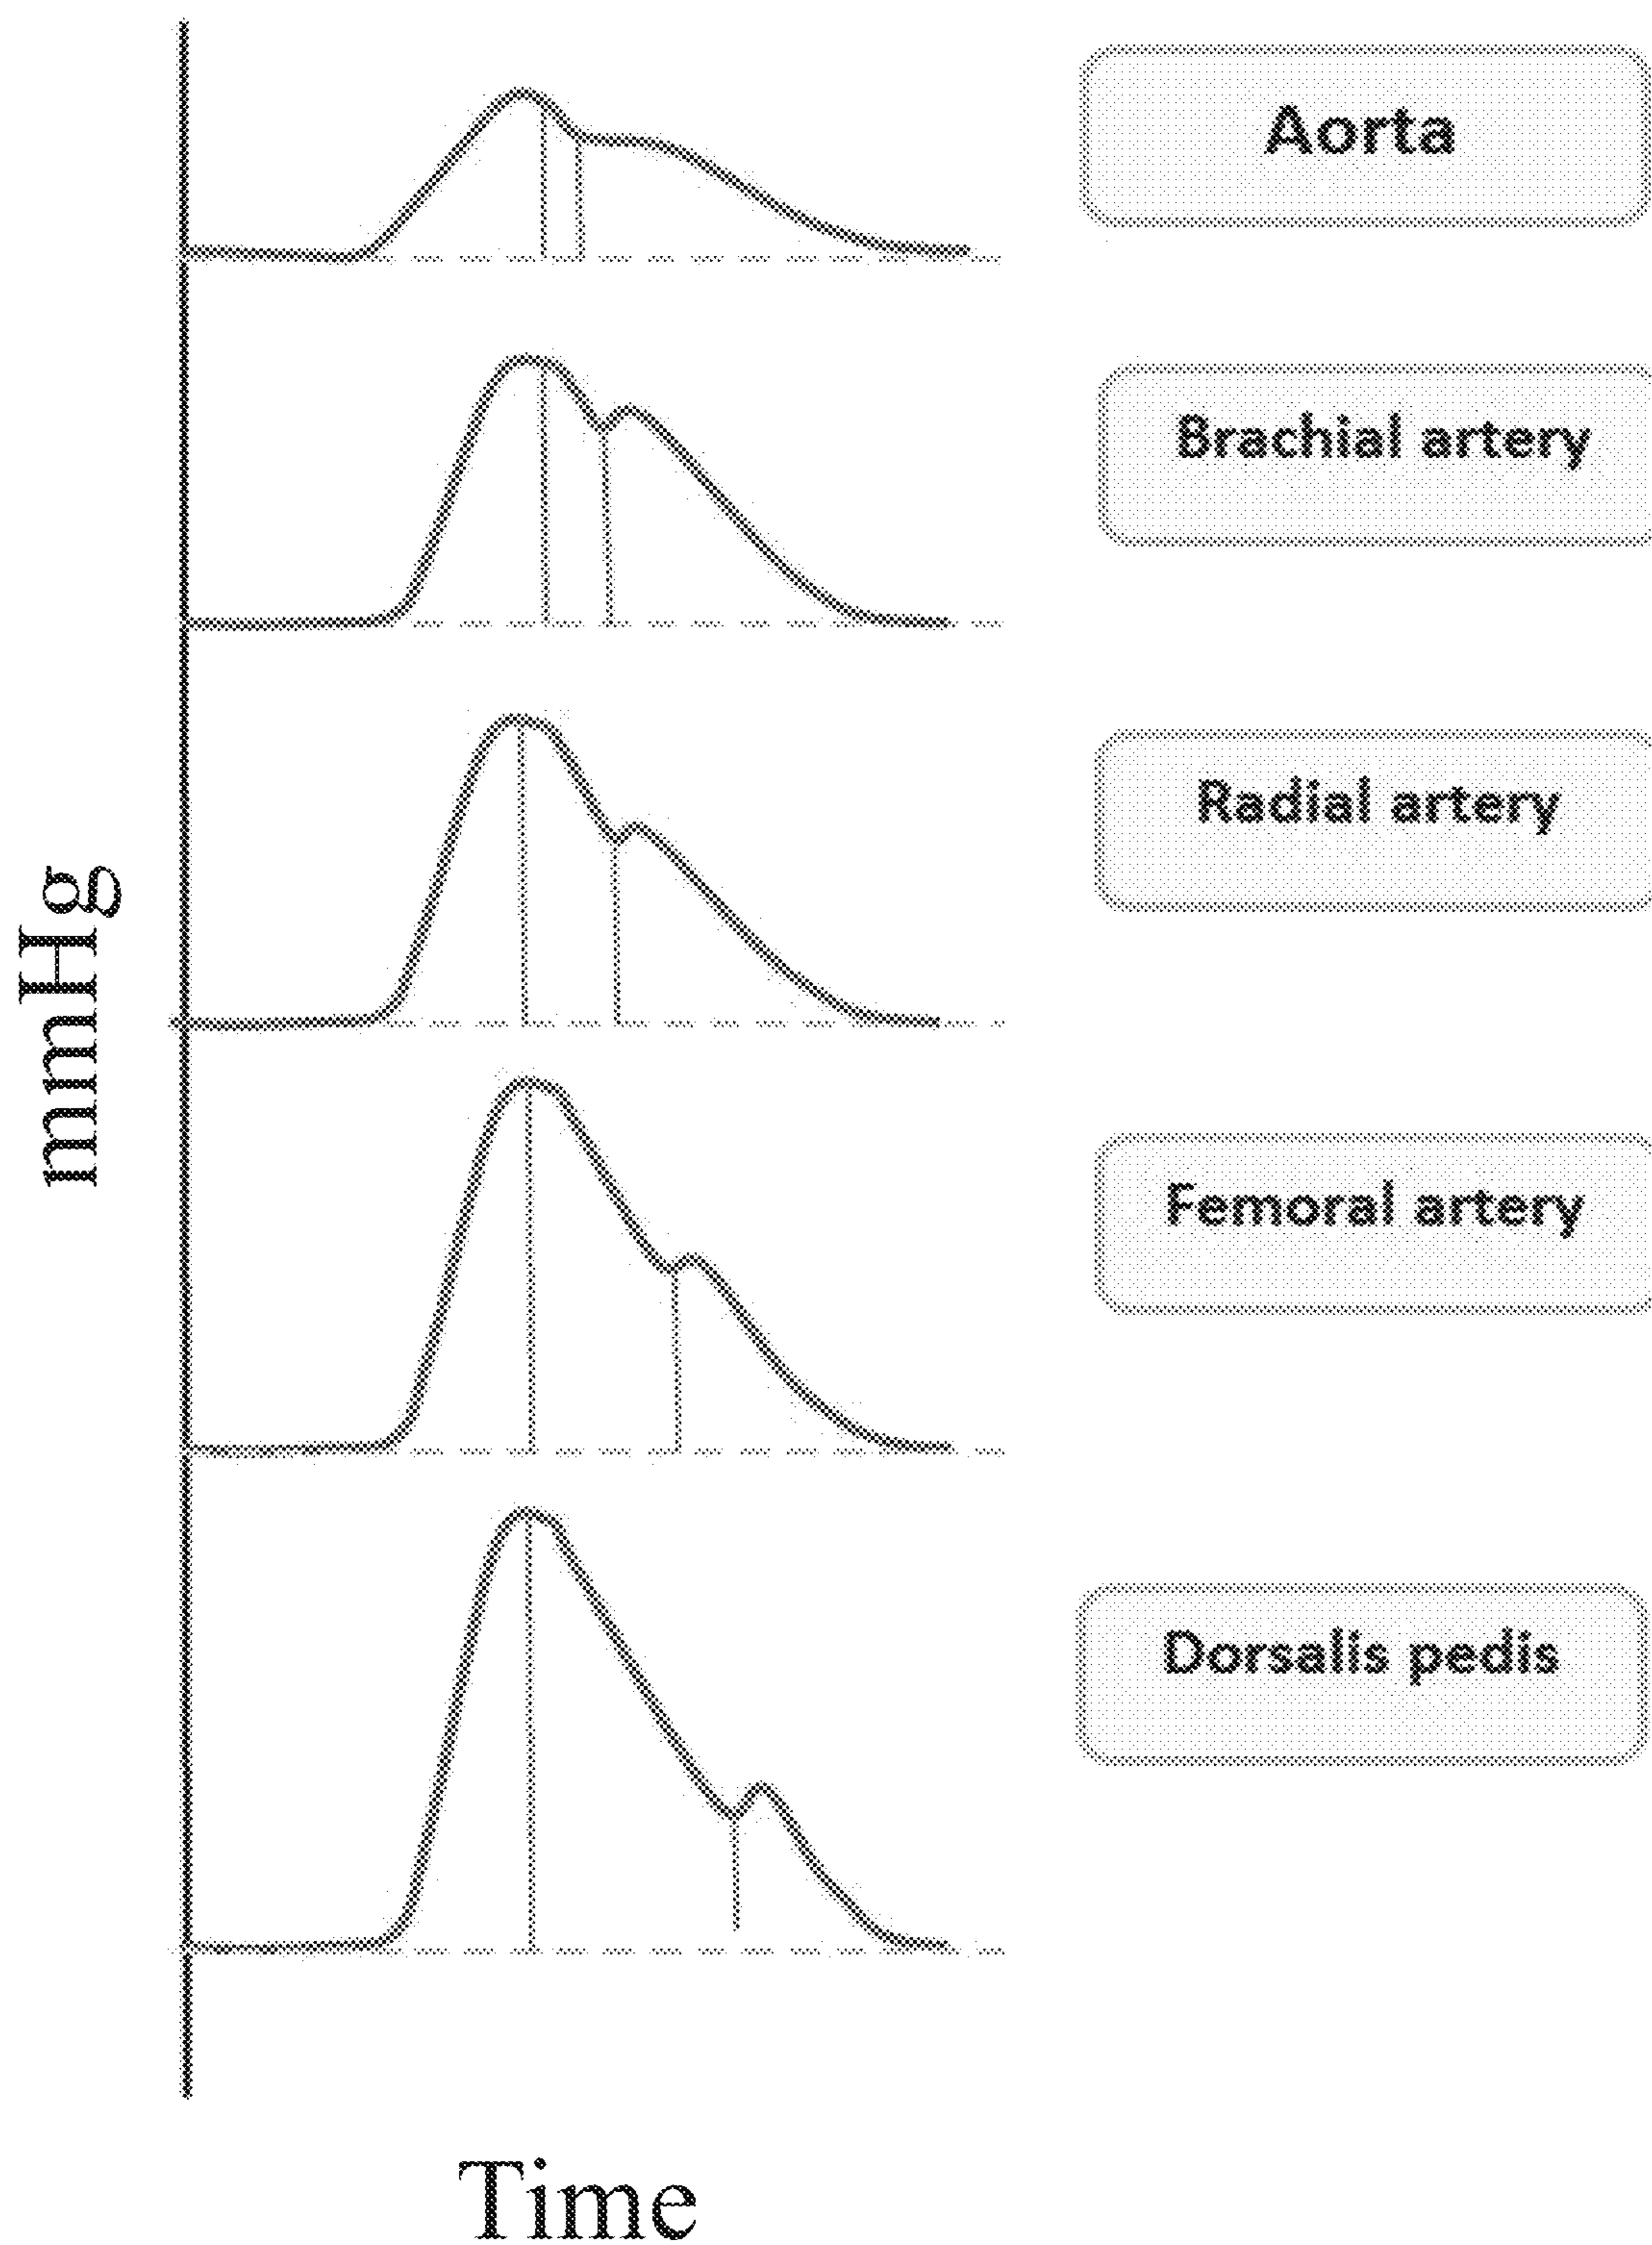 Aorta
Brachial artery
Radial artery
mmHg
Femoral artery
Dorsalis pedis
Time